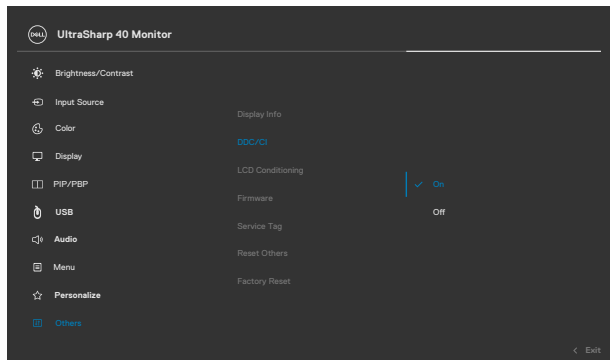 DELL
UltraSharp 40 Monitor
Brightness/Contrast
Input Source
Color
Display
PIP/PBP
USB
Audio
Menu
Personalize
Others
Display Info
DDC/CI
LCD Conditioning
Firmware
Service Tag
Reset Others
Factory Reset
On
Off
Exit